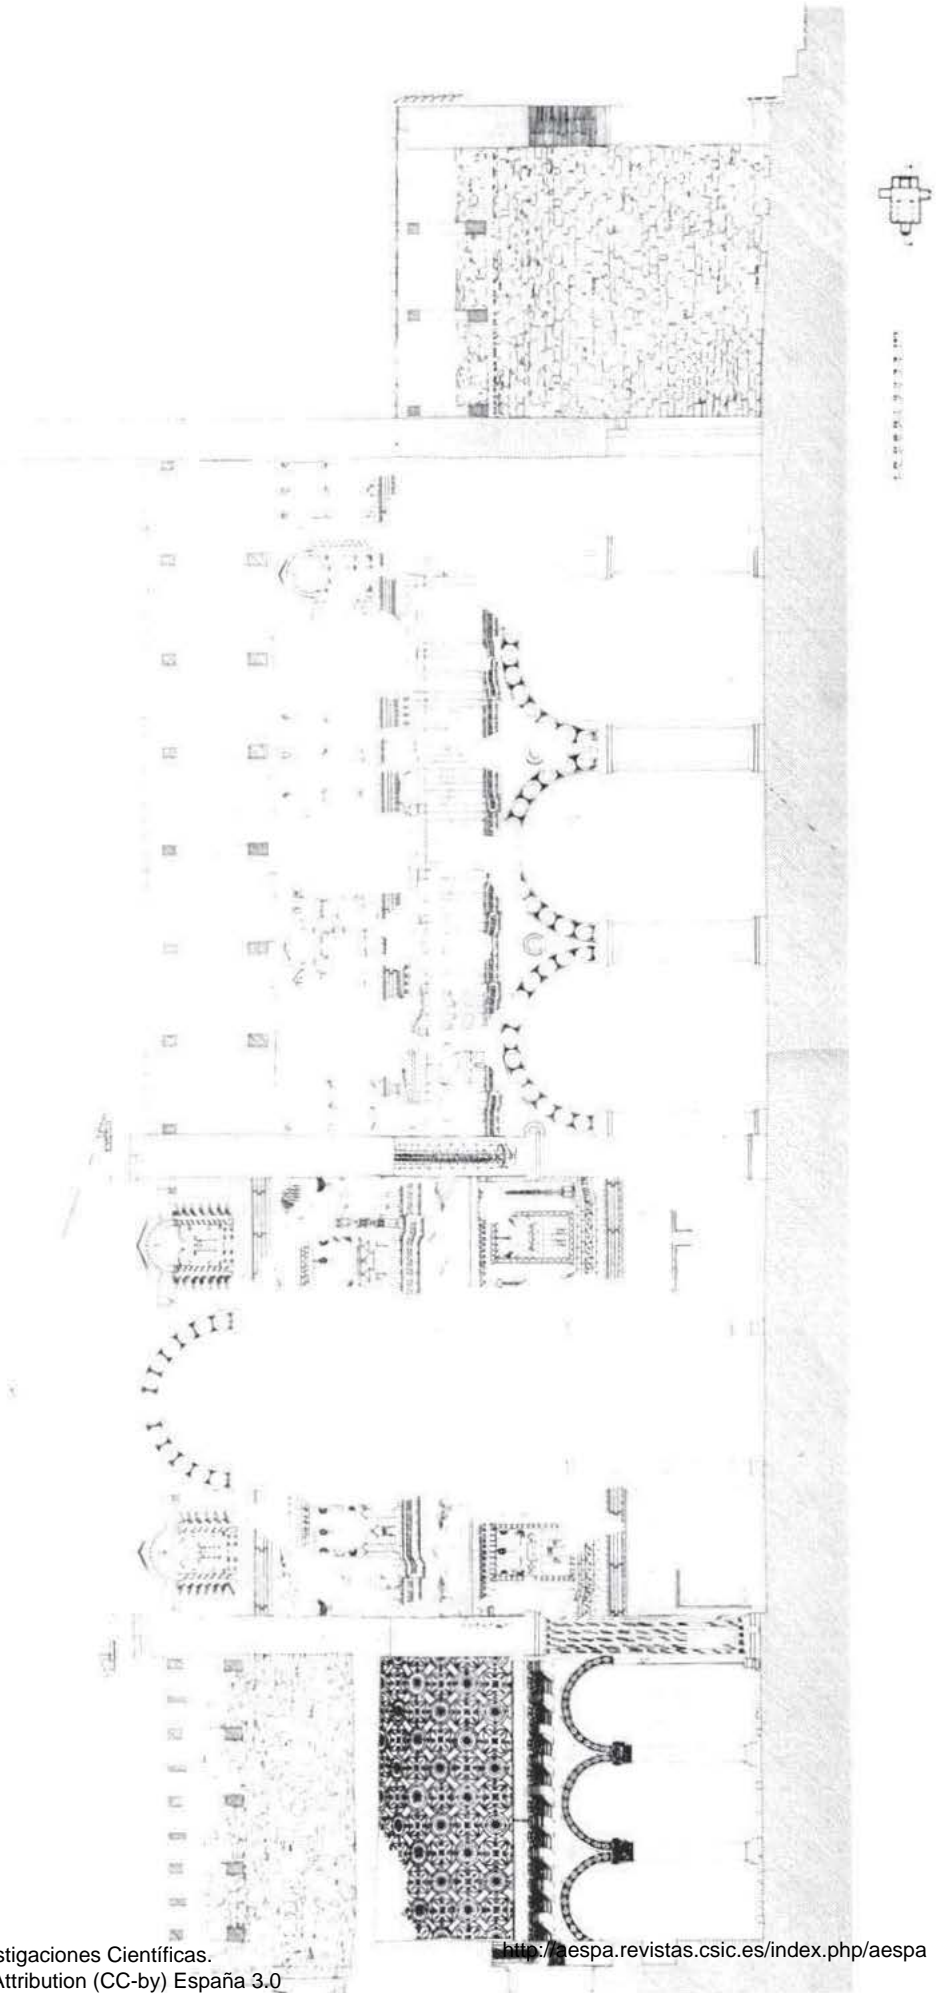 stigaciones Científicas.
Attribution (CC-by) España 3.0
http://aespa.revistas.csic.es/index.php/aespa